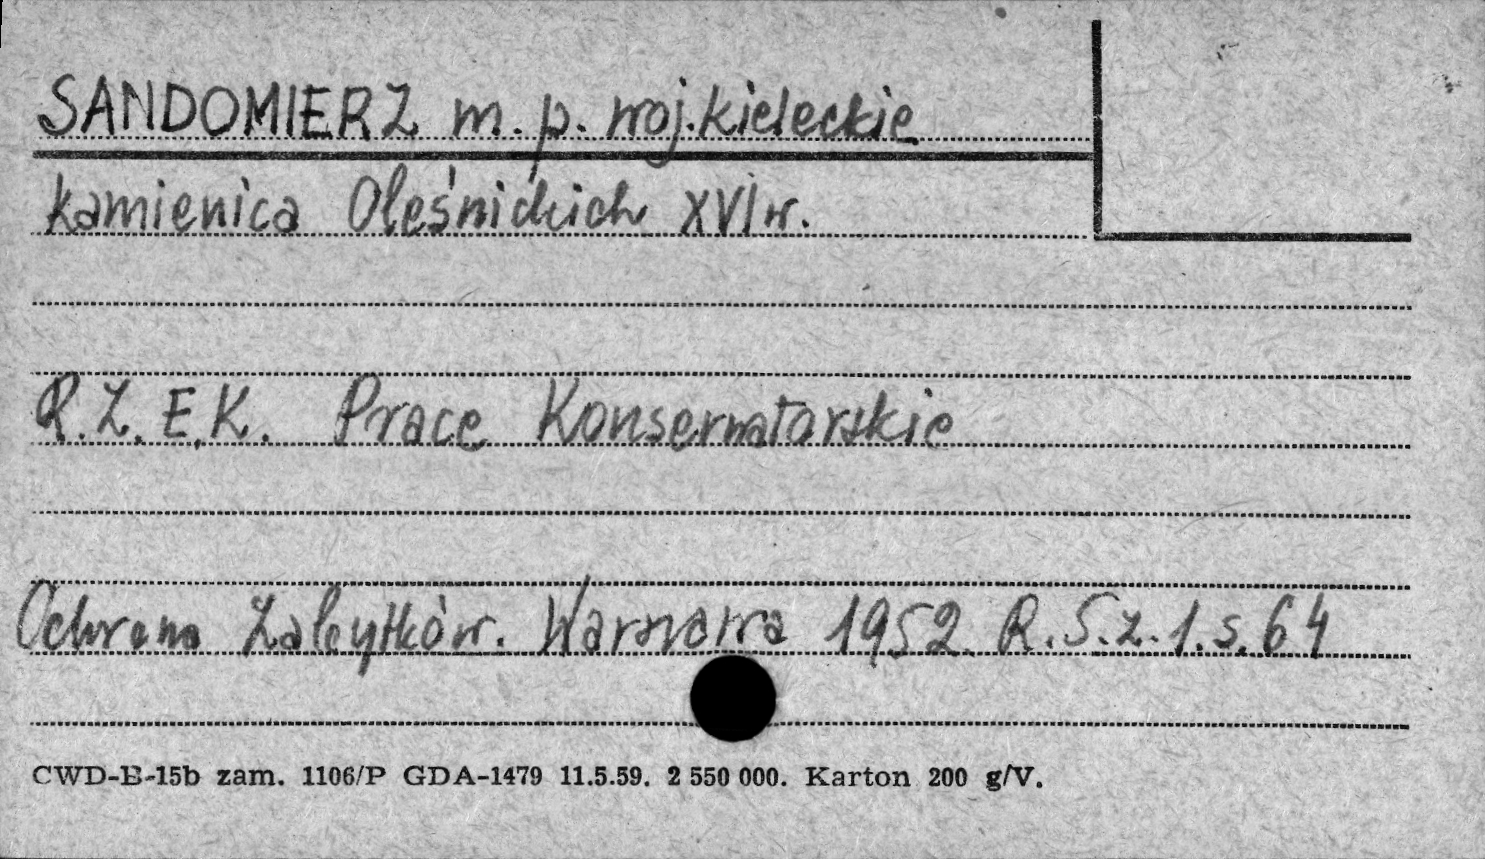 SANDOMIERZ m. p. woj. kieleckie
kamienica Oleśnickich XVI w.
R. Z. E. K. Prace Konserwatorskie
Ochrona Zabytków. Warszawa 1952. R. 5. z. 1. s. 64
CWD-B-15b zam. 1106/P GDA-1479 11.5.59. 2 550 000. Karton 200 g/V.